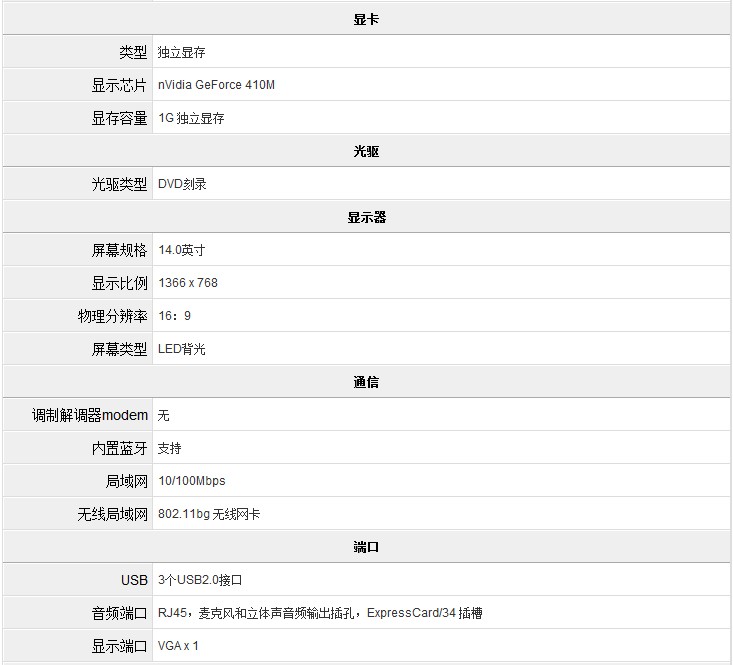 显卡
类型 独立显存
显示芯片 nVidia GeForce 410M
显存容量 1G 独立显存
光驱
光驱类型 DVD刻录
显示器
屏幕规格 14.0英寸
显示比例 1366 x 768
物理分辨率 16：9
屏幕类型 LED背光
通信
调制解调器modem 无
内置蓝牙 支持
局域网 10/100Mbps
无线局域网 802.11bg 无线网卡
端口
USB 3个USB2.0接口
音频端口 RJ45，麦克风和立体声音频输出插孔，ExpressCard/34 插槽
显示端口 VGA x 1